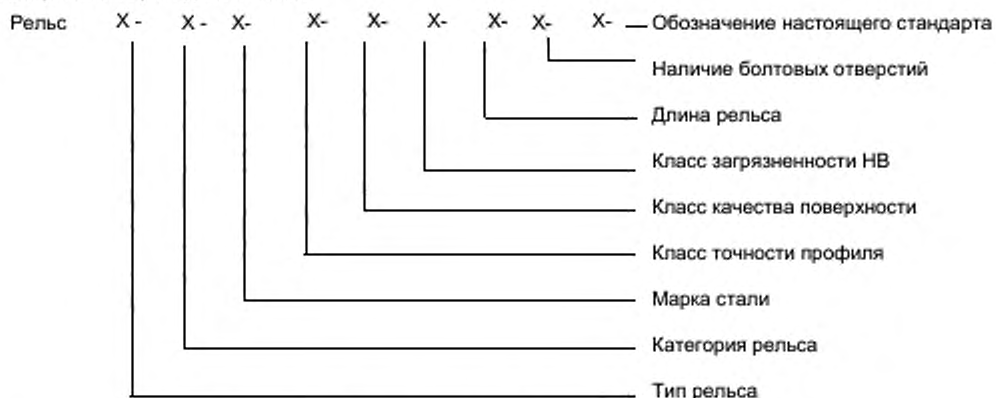 Рельс X - X - X- X- X- X- X- X- X- Обозначение настоящего стандарта
Наличие болтовых отверстий
Длина рельса
Класс загрязненности НВ
Класс качества поверхности
Класс точности профиля
Марка стали
Категория рельса
Тип рельса